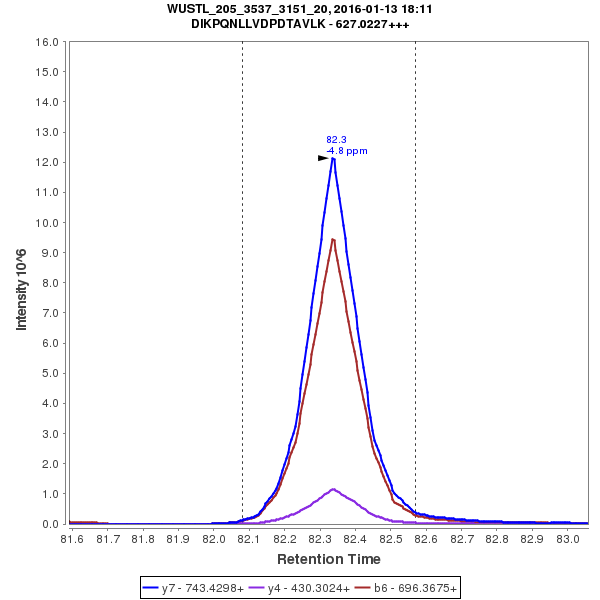 WUSTL_205_3537_3151_20, 2016-01-13 18:11
DIKPQNLLVDPDTAVLK - 627.0227+++
16.0
15.0
14.0
13.0
12.0
11.0
10.0
9.0
8.0
7.0
6.0
5.0
4.0
3.0
2.0
1.0
0.0
Intensity 10^6
82.3
-4.8 ppm
81.6 81.7 81.8 81.9 82.0 82.1 82.2 82.3 82.4 82.5 82.6 82.7 82.8 82.9 83.0
Retention Time
y7 - 743.4298+ y4 - 430.3024+ b6 - 696.3675+